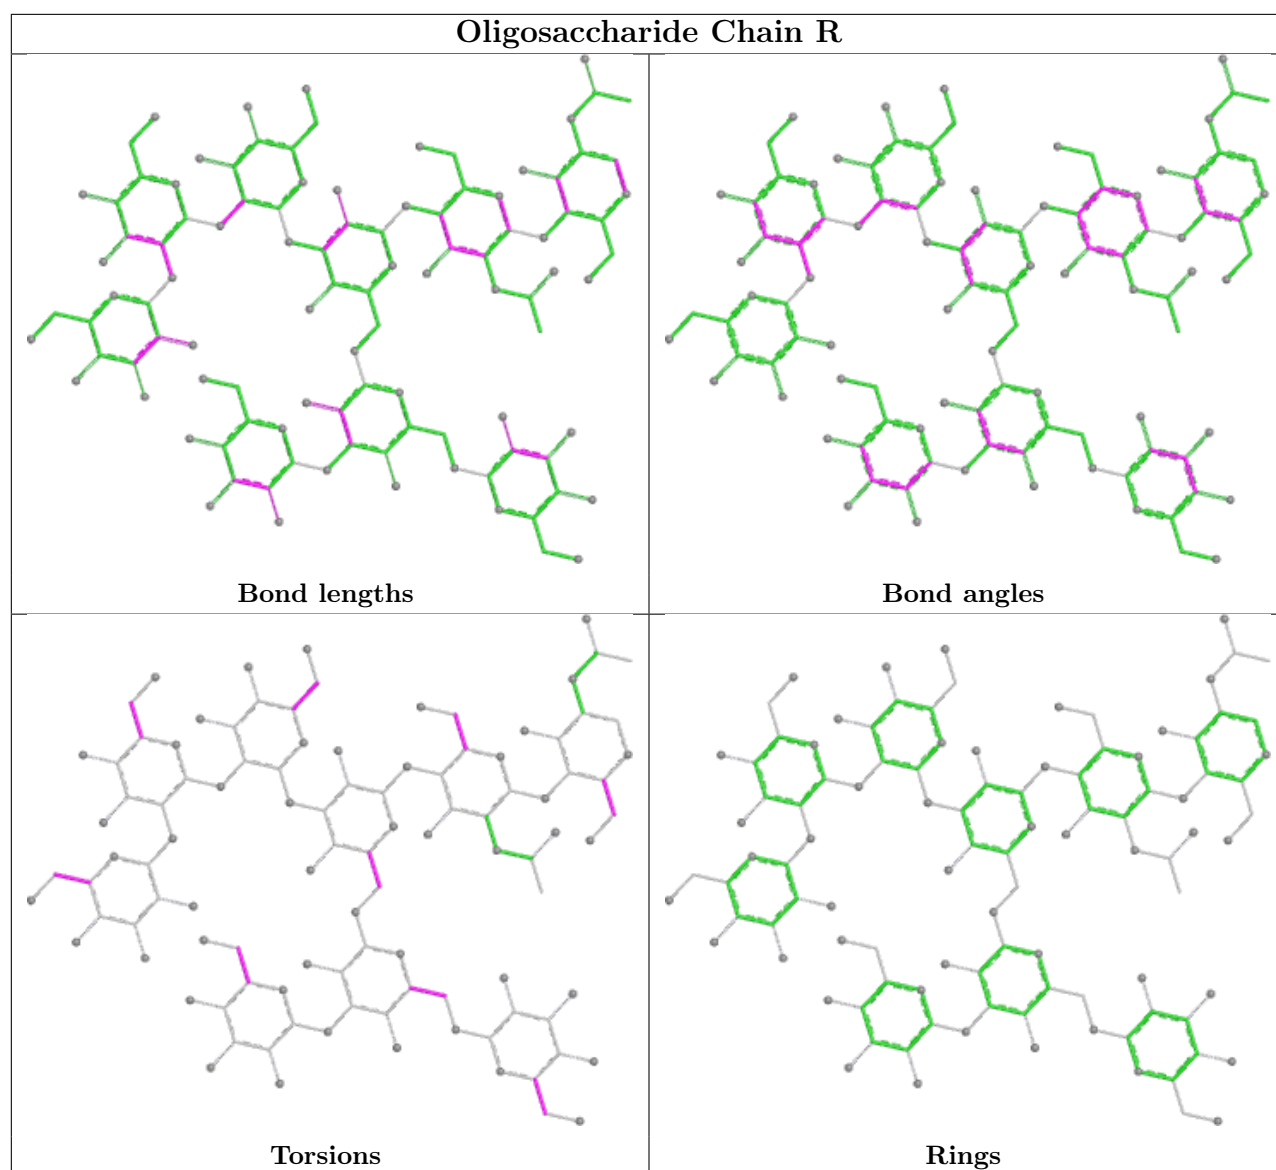 Oligosaccharide Chain R
Bond lengths
Bond angles
Torsions
Rings